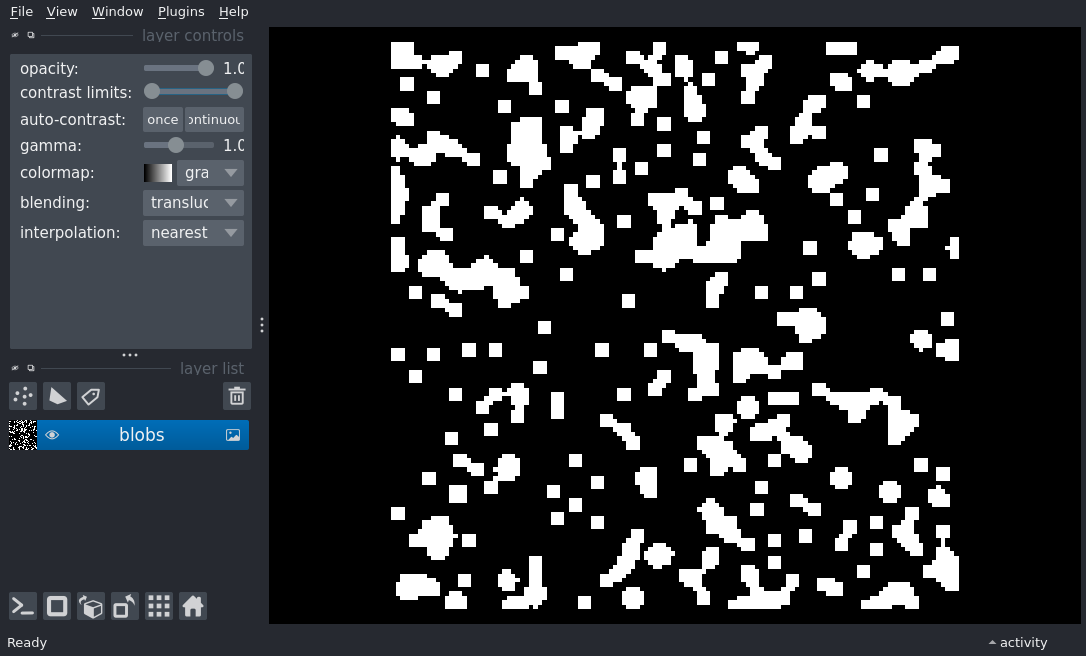 File View Window Plugins Help
layer controls
opacity: 1.0
contrast limits:
auto-contrast: once ontinuou
gamma: 1.0
colormap: gra
blending: transluc
interpolation: nearest
layer list
blobs
Ready
activity